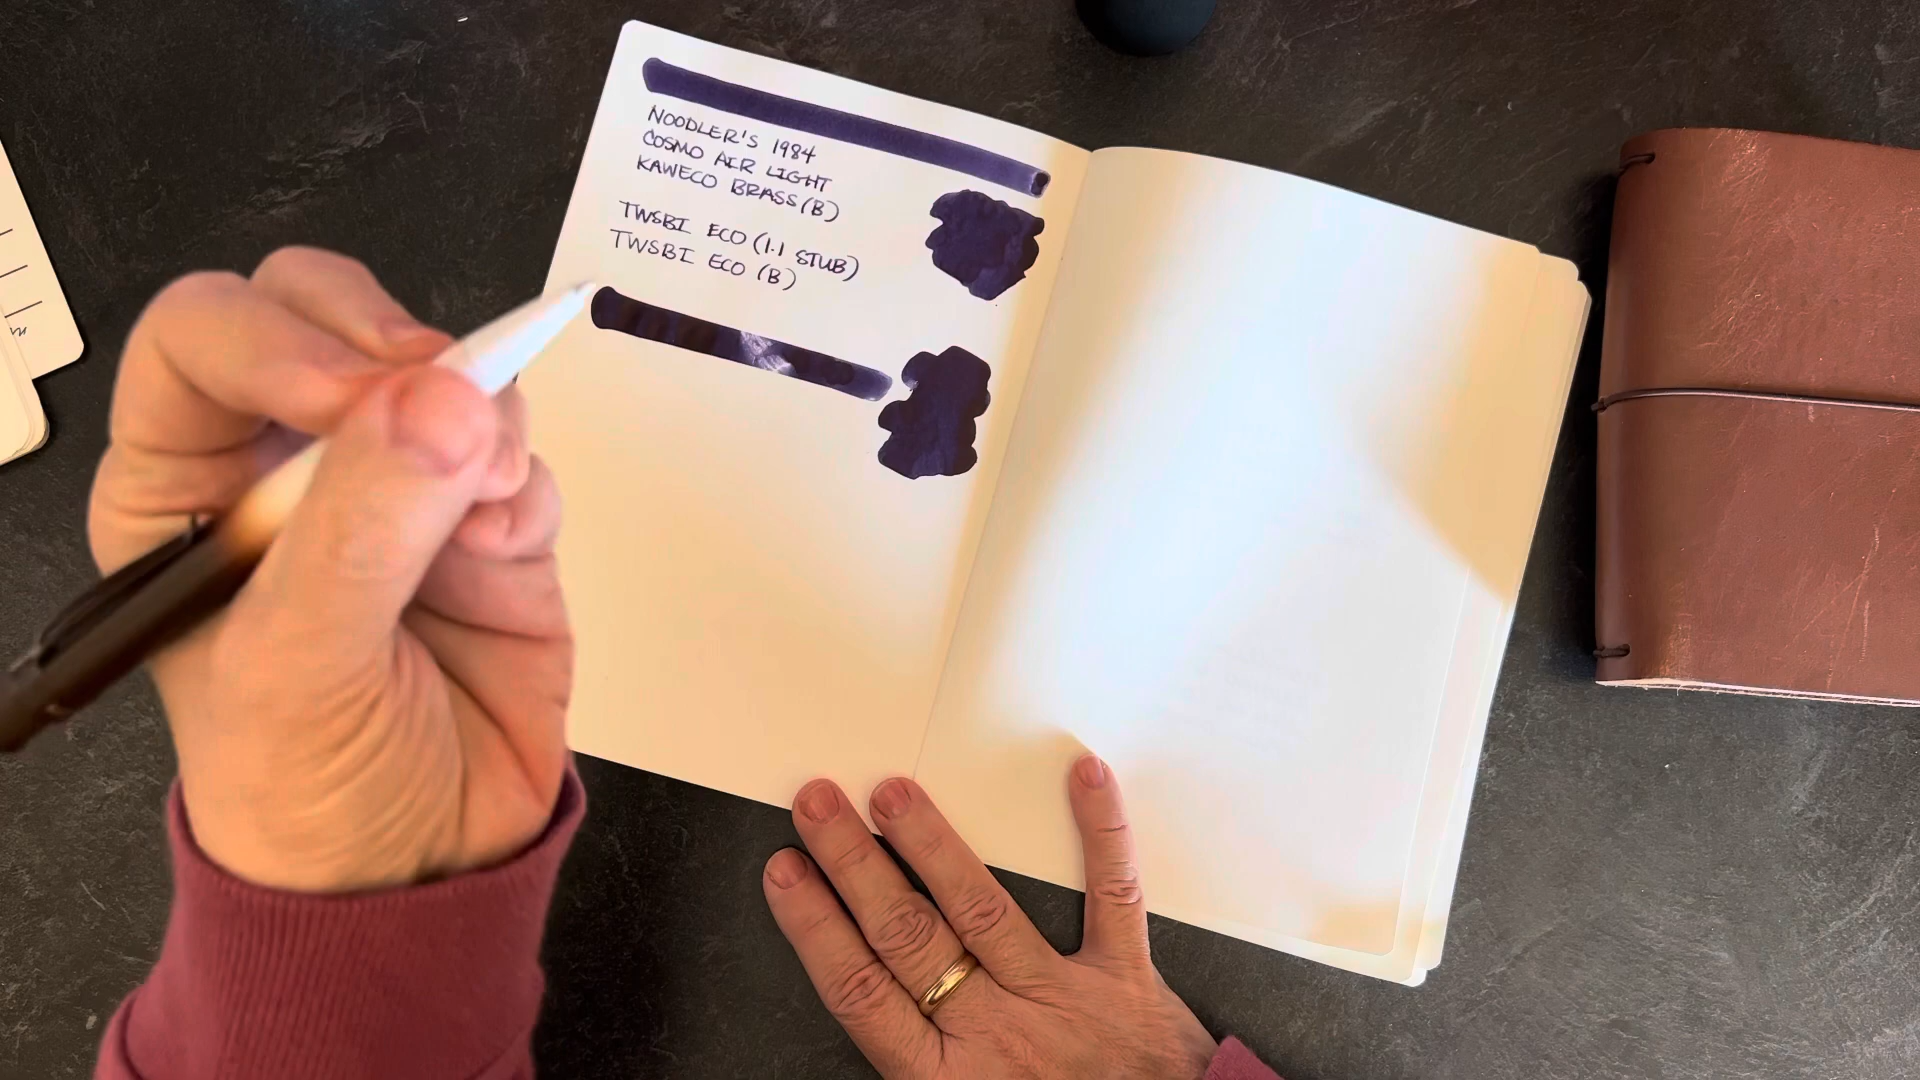 NOODLER'S 1984
COSMO AIR LIGHT
KAWECO BRASS (B)
TWSBI ECO (1.1 STUB)
TWSBI ECO (B)